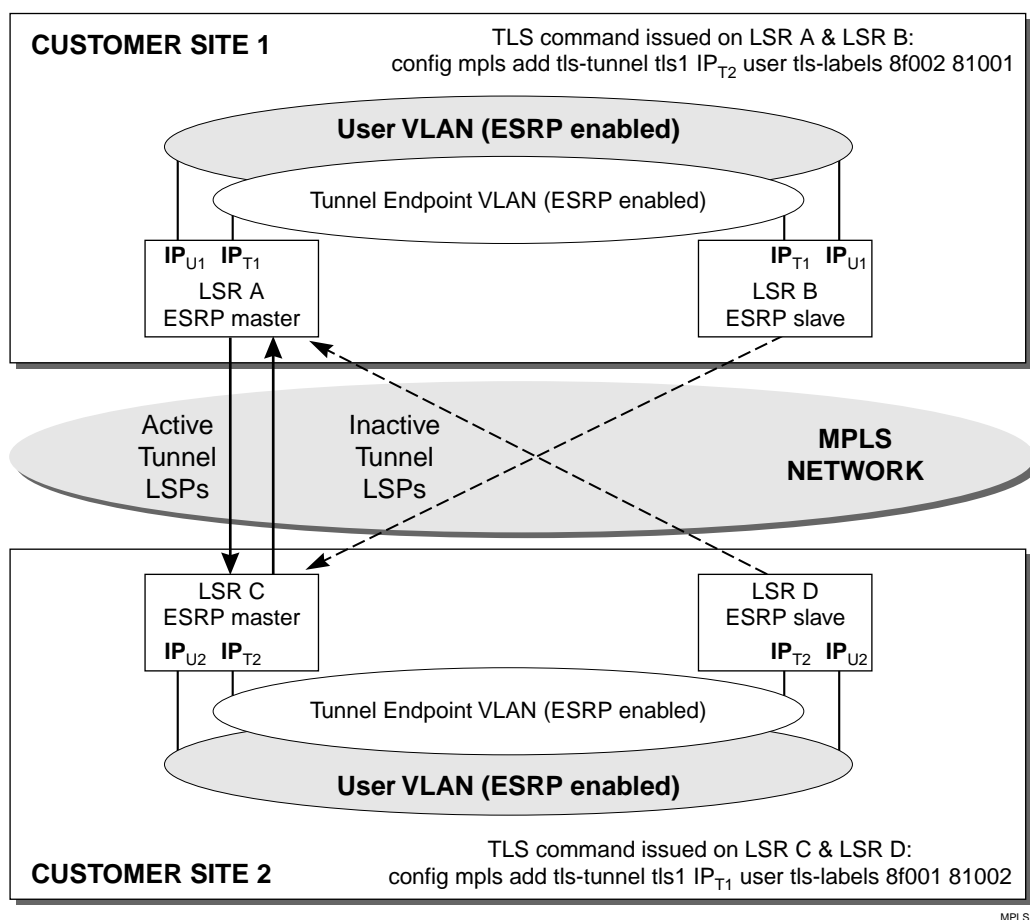 CUSTOMER SITE 1
TLS command issued on LSR A & LSR B:
config mpls add tls-tunnel tls1 IPT2 user tls-labels 8f002 81001
User VLAN (ESRP enabled)
Tunnel Endpoint VLAN (ESRP enabled)
IPU1 IPT1
LSR A
ESRP master
IPT1 IPU1
LSR B
ESRP slave
Active
Tunnel
LSPs
Inactive
Tunnel
LSPs
MPLS
NETWORK
LSR C
ESRP master
IPU2 IPT2
LSR D
ESRP slave
IPT2 IPU2
Tunnel Endpoint VLAN (ESRP enabled)
User VLAN (ESRP enabled)
TLS command issued on LSR C & LSR D:
config mpls add tls-tunnel tls1 IPT1 user tls-labels 8f001 81002
CUSTOMER SITE 2
MPLS